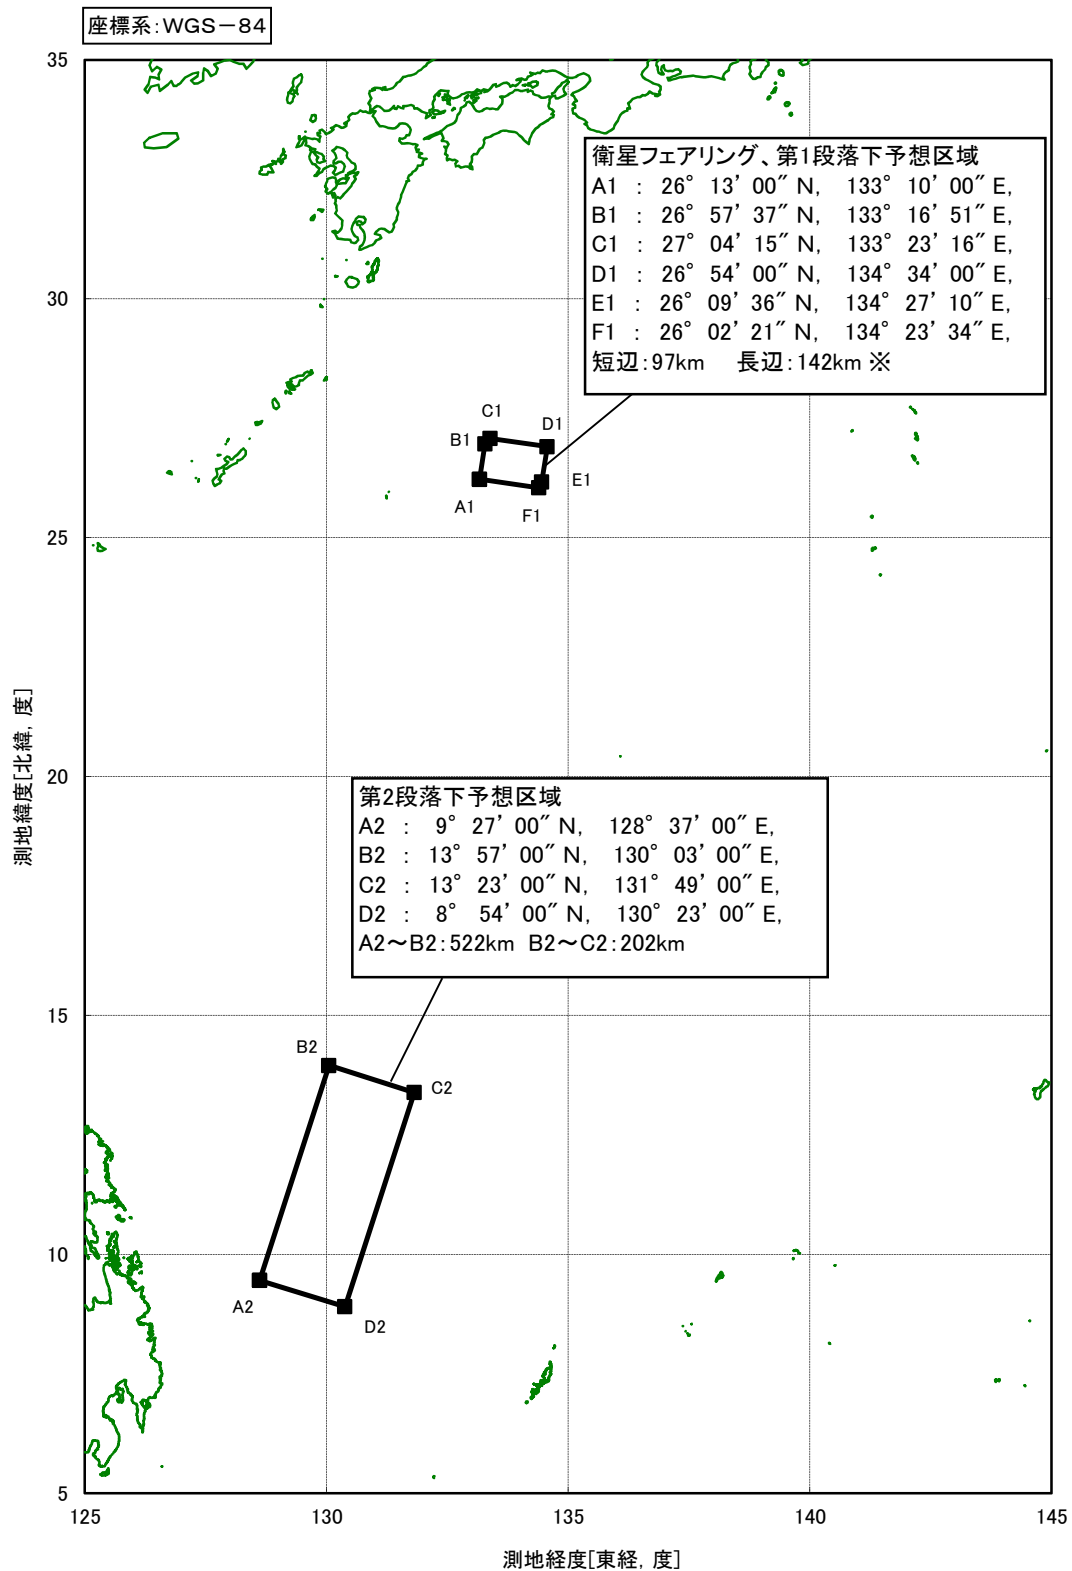 座標系:WGS-84
35
30
25
20
15
10
5
測地緯度[北緯, 度]
衛星フェアリング、第1段落下予想区域
A1 : 26° 13' 00" N, 133° 10' 00" E,
B1 : 26° 57' 37" N, 133° 16' 51" E,
C1 : 27° 04' 15" N, 133° 23' 16" E,
D1 : 26° 54' 00" N, 134° 34' 00" E,
E1 : 26° 09' 36" N, 134° 27' 10" E,
F1 : 26° 02' 21" N, 134° 23' 34" E,
短辺:97km 長辺:142km ※
C1
D1
B1
E1
A1
F1
第2段落下予想区域
A2 : 9° 27' 00" N, 128° 37' 00" E,
B2 : 13° 57' 00" N, 130° 03' 00" E,
C2 : 13° 23' 00" N, 131° 49' 00" E,
D2 : 8° 54' 00" N, 130° 23' 00" E,
A2~B2:522km B2~C2:202km
B2
C2
A2
D2
125
130
135
140
145
測地経度[東経, 度]